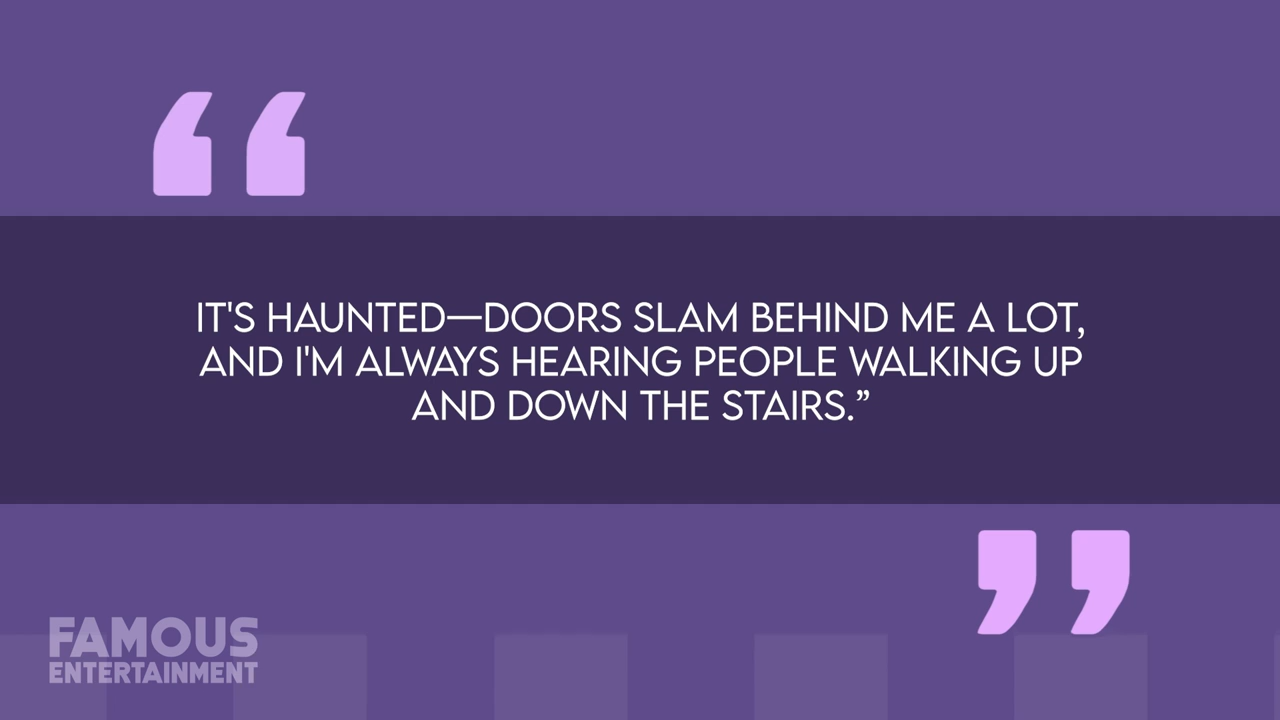 IT'S HAUNTED—DOORS SLAM BEHIND ME A LOT,
AND I'M ALWAYS HEARING PEOPLE WALKING UP
AND DOWN THE STAIRS.”
FAMOUS
ENTERTAINMENT